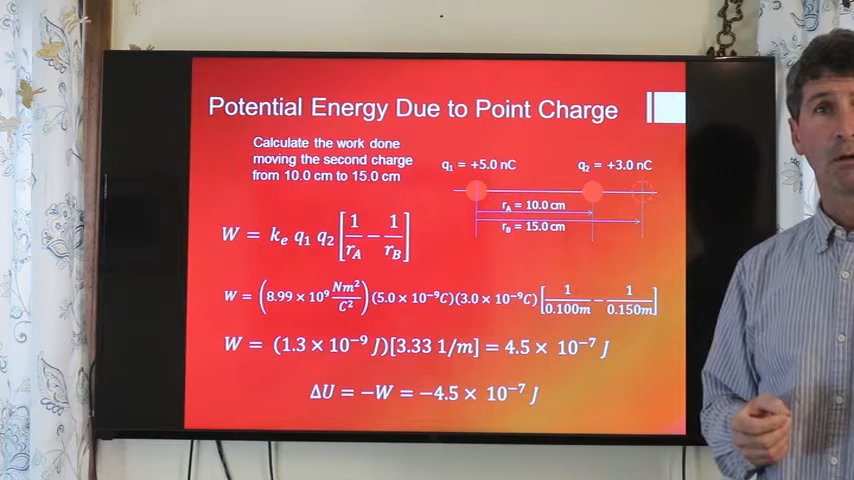 Potential Energy Due to Point Charge
Calculate the work done
moving the second charge
from 10.0 cm to 15.0 cm
q₁ = +5.0 nC
q₂ = +3.0 nC
r_A = 10.0 cm
r_B = 15.0 cm
W = kₑ q₁ q₂ [1/r_A − 1/r_B]
W = (8.99 × 10⁹ Nm²/C²)(5.0 × 10⁻⁹C)(3.0 × 10⁻⁹C)[1/0.100m − 1/0.150m]
W = (1.3 × 10⁻⁹ J)[3.33 1/m] = 4.5 × 10⁻⁷ J
ΔU = −W = −4.5 × 10⁻⁷ J